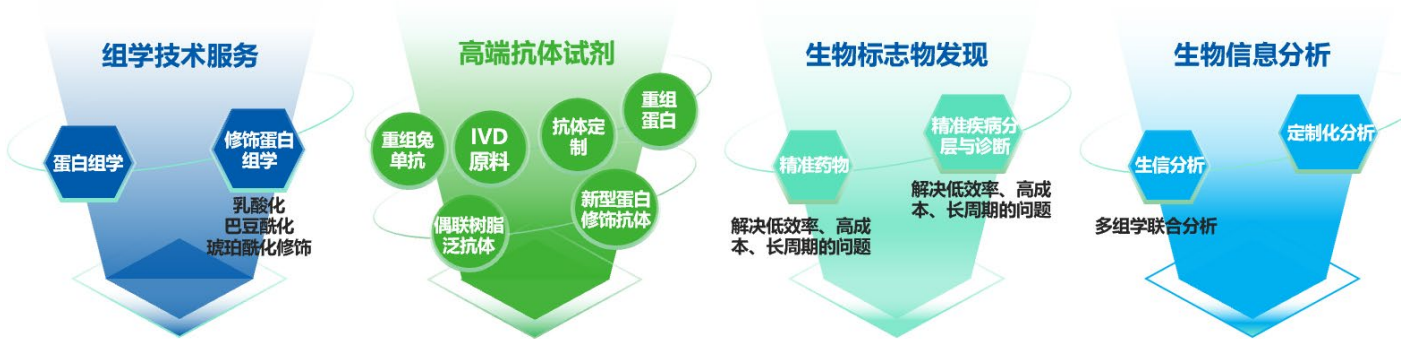 组学技术服务
蛋白组学
修饰蛋白
组学
乳酸化
巴豆酰化
琥珀酰化修饰
高端抗体试剂
重组兔
单抗
IVD
原料
抗体定
制
重组
蛋白
偶联树脂
泛抗体
新型蛋白
修饰抗体
生物标志物发现
精准药物
解决低效率、高成
本、长周期的问题
精准疾病分
层与诊断
解决低效率、高成
本、长周期的问题
生物信息分析
生信分析
多组学联合分析
定制化分析